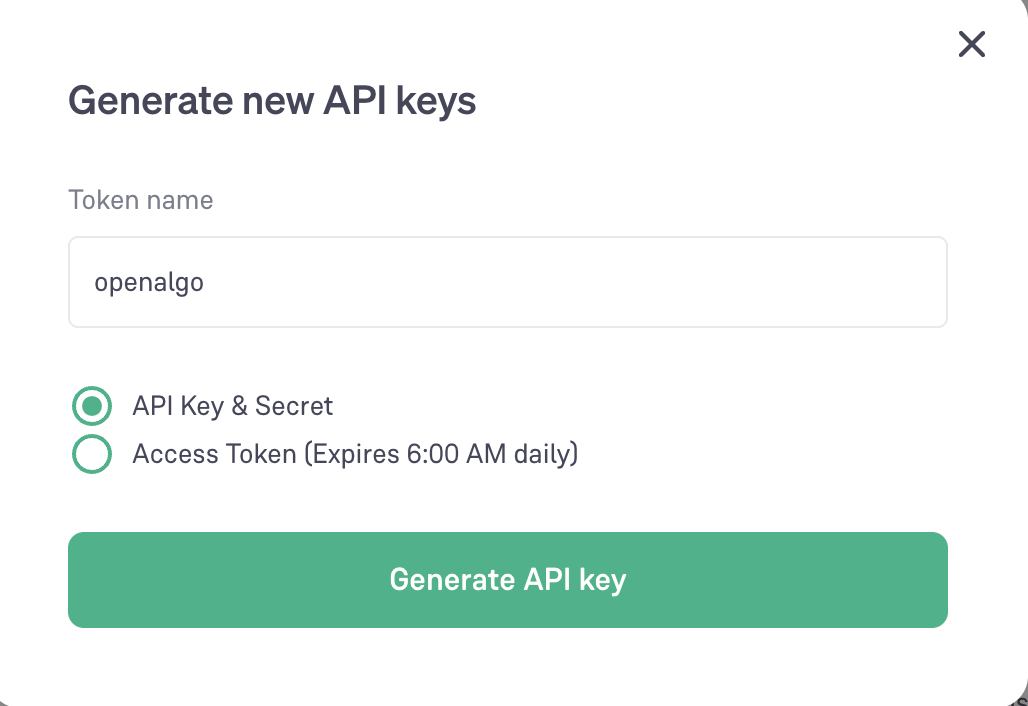 Generate new API keys
Token name
openalgo
API Key & Secret
Access Token (Expires 6:00 AM daily)
Generate API key